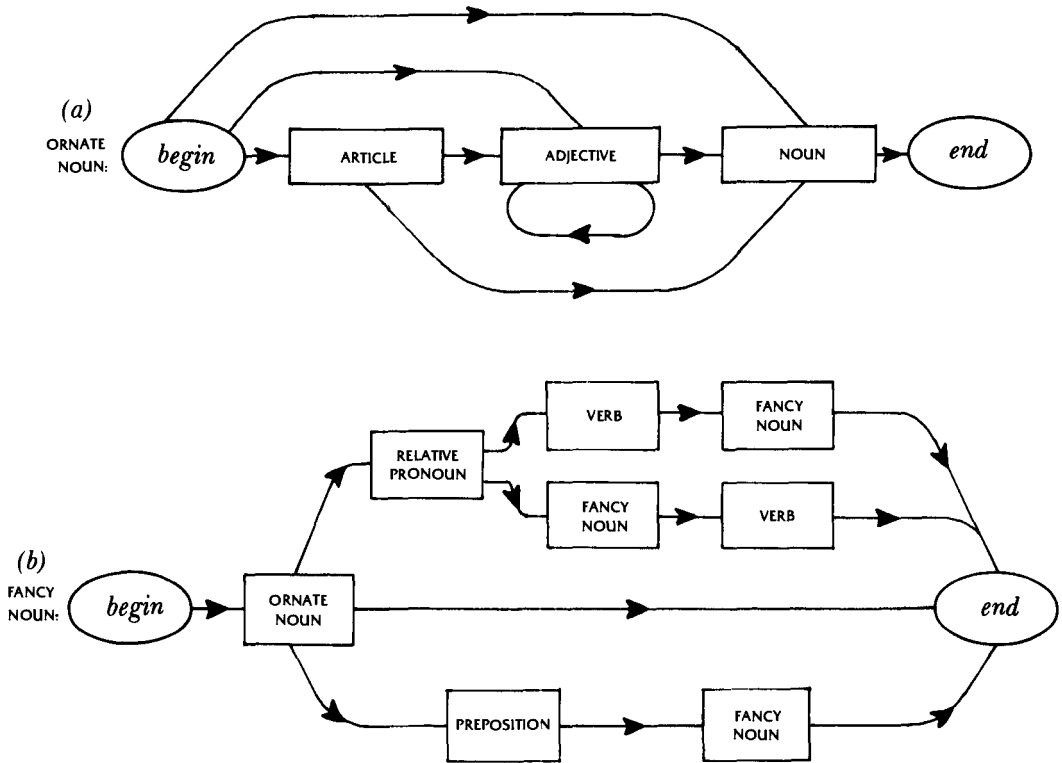 (a)
ORNATE
NOUN:
begin
ARTICLE
ADJECTIVE
NOUN
end
VERB
FANCY
NOUN
RELATIVE
PRONOUN
FANCY
NOUN
VERB
(b)
FANCY
NOUN:
begin
ORNATE
NOUN
end
PREPOSITION
FANCY
NOUN